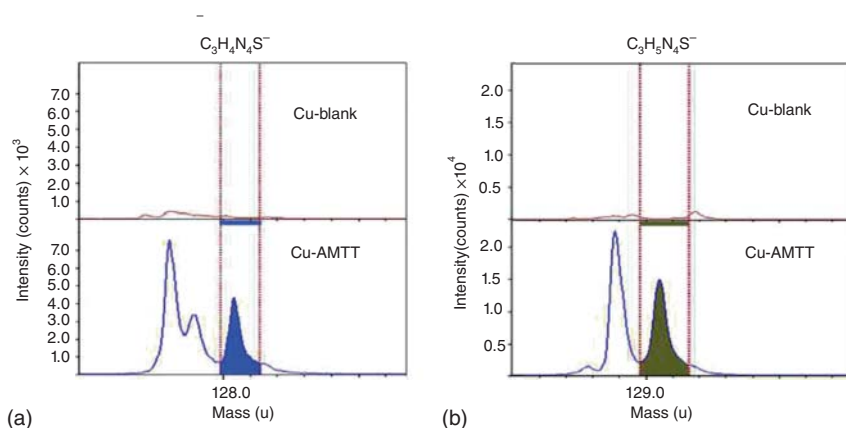 C₃H₄N₄S⁻
7.0
6.0
5.0
4.0
3.0
2.0
1.0
Cu-blank
Intensity (counts) × 10³
7.0
6.0
5.0
4.0
3.0
2.0
1.0
Cu-AMTT
128.0
Mass (u)
(a)
C₃H₅N₄S⁻
2.0
1.5
1.0
0.5
Cu-blank
Intensity(counts) ×10⁴
2.0
1.5
1.0
0.5
Cu-AMTT
129.0
Mass (u)
(b)